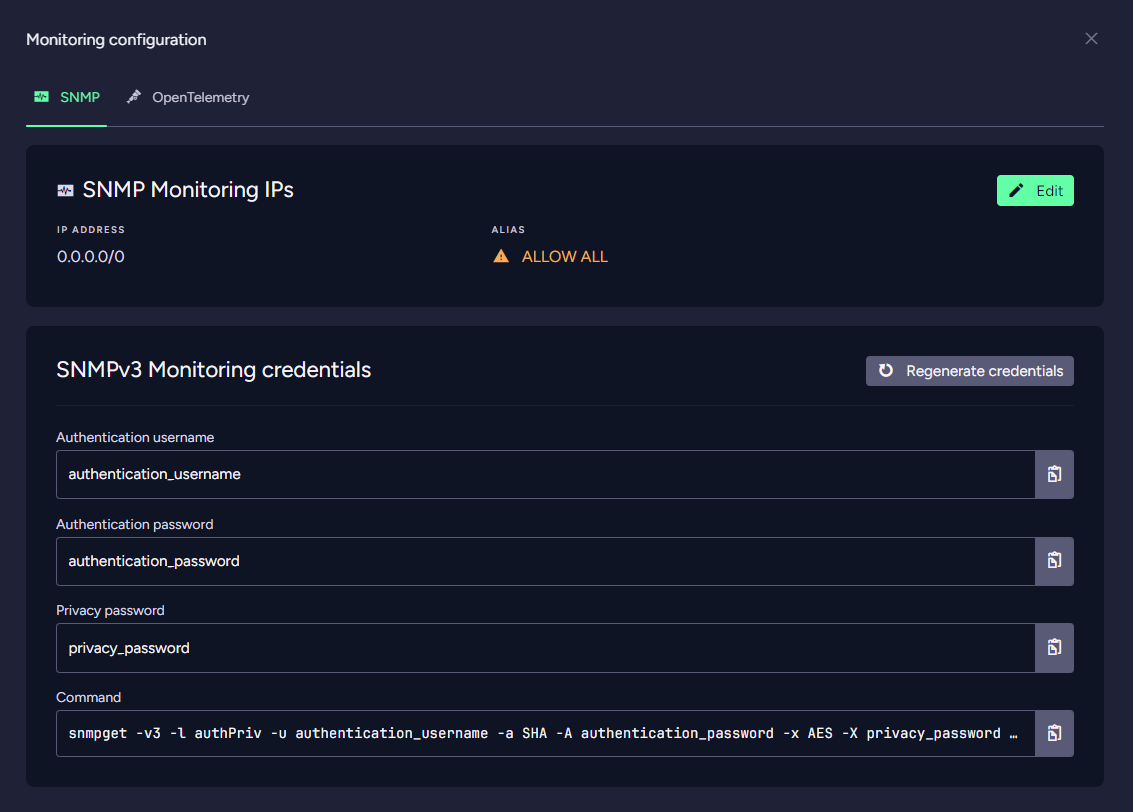 Monitoring configuration
SNMP OpenTelemetry
SNMP Monitoring IPs
Edit
IP ADDRESS ALIAS
0.0.0.0/0 ALLOW ALL
SNMPv3 Monitoring credentials
Regenerate credentials
Authentication username
authentication_username
Authentication password
authentication_password
Privacy password
privacy_password
Command
snmpget -v3 -l authPriv -u authentication_username -a SHA -A authentication_password -x AES -X privacy_password …